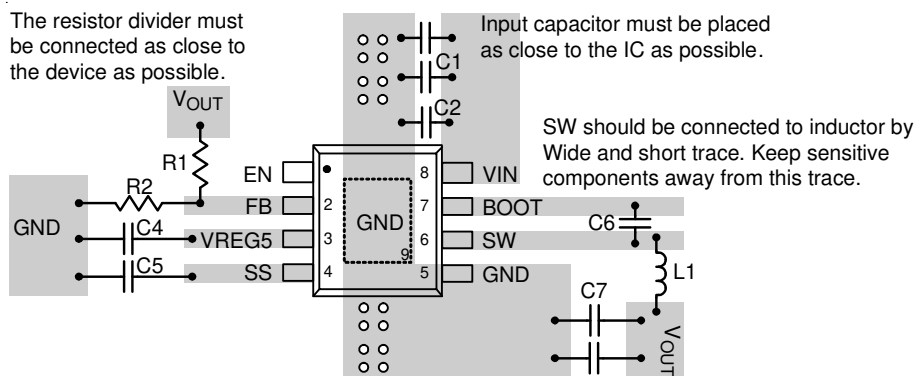 The resistor divider must
be connected as close to
the device as possible.
Input capacitor must be placed
as close to the IC as possible.
C1
C2
VOUT
SW should be connected to inductor by
Wide and short trace. Keep sensitive
components away from this trace.
R1
R2
EN
8
VIN
FB
2
GND
7
BOOT
GND
C4
VREG5
3
6
SW
C6
9
C5
SS
4
5
GND
L1
C7
VOUT